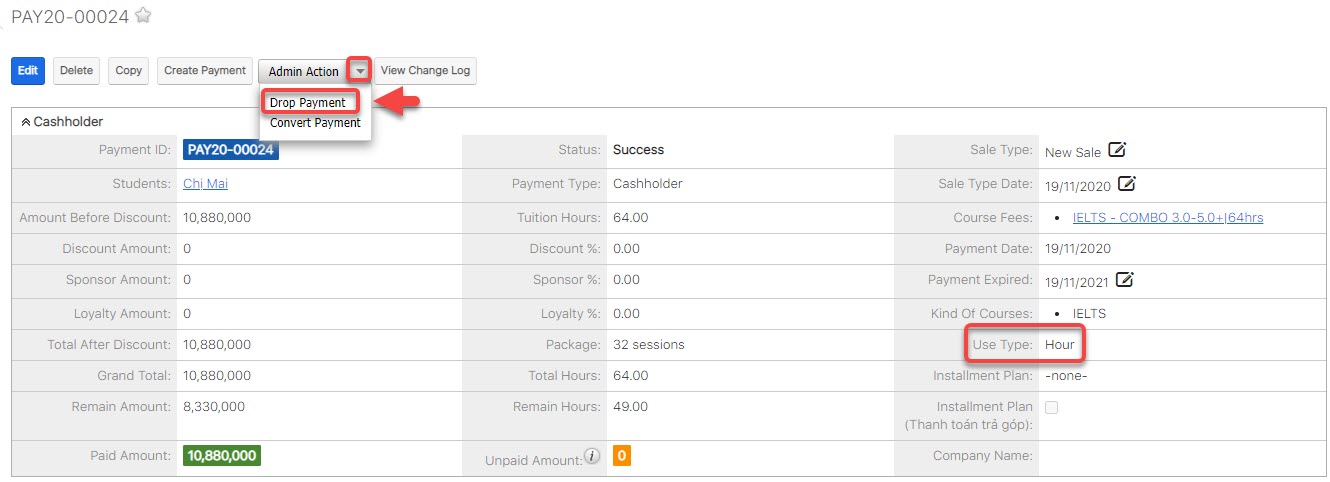 PAY20-00024
Edit Delete Copy Create Payment Admin Action View Change Log
Drop Payment
Convert Payment
Cashholder
Payment ID: PAY20-00024 Status: Success Sale Type: New Sale
Students: Chị Mai Payment Type: Cashholder Sale Type Date: 19/11/2020
Amount Before Discount: 10,880,000 Tuition Hours: 64.00 Course Fees: • IELTS - COMBO 3.0-5.0+|64hrs
Discount Amount: 0 Discount %: 0.00 Payment Date: 19/11/2020
Sponsor Amount: 0 Sponsor %: 0.00 Payment Expired: 19/11/2021
Loyalty Amount: 0 Loyalty %: 0.00 Kind Of Courses: • IELTS
Total After Discount: 10,880,000 Package: 32 sessions Use Type: Hour
Grand Total: 10,880,000 Total Hours: 64.00 Installment Plan: -none-
Remain Amount: 8,330,000 Remain Hours: 49.00 Installment Plan
(Thanh toán trả góp):
Paid Amount: 10,880,000 Unpaid Amount: i 0 Company Name: